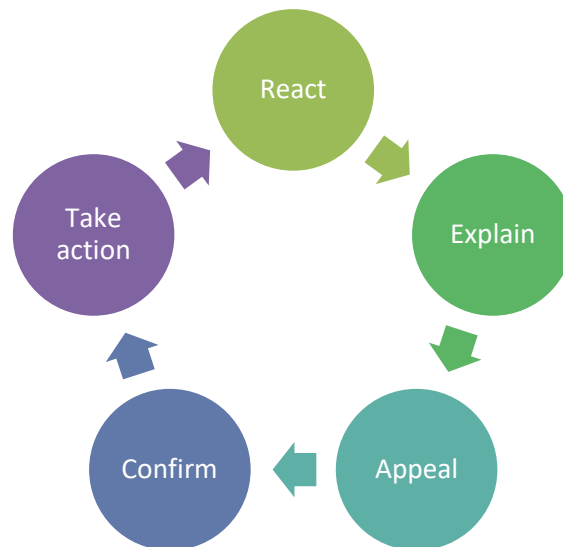 React
Explain
Appeal
Confirm
Take
action